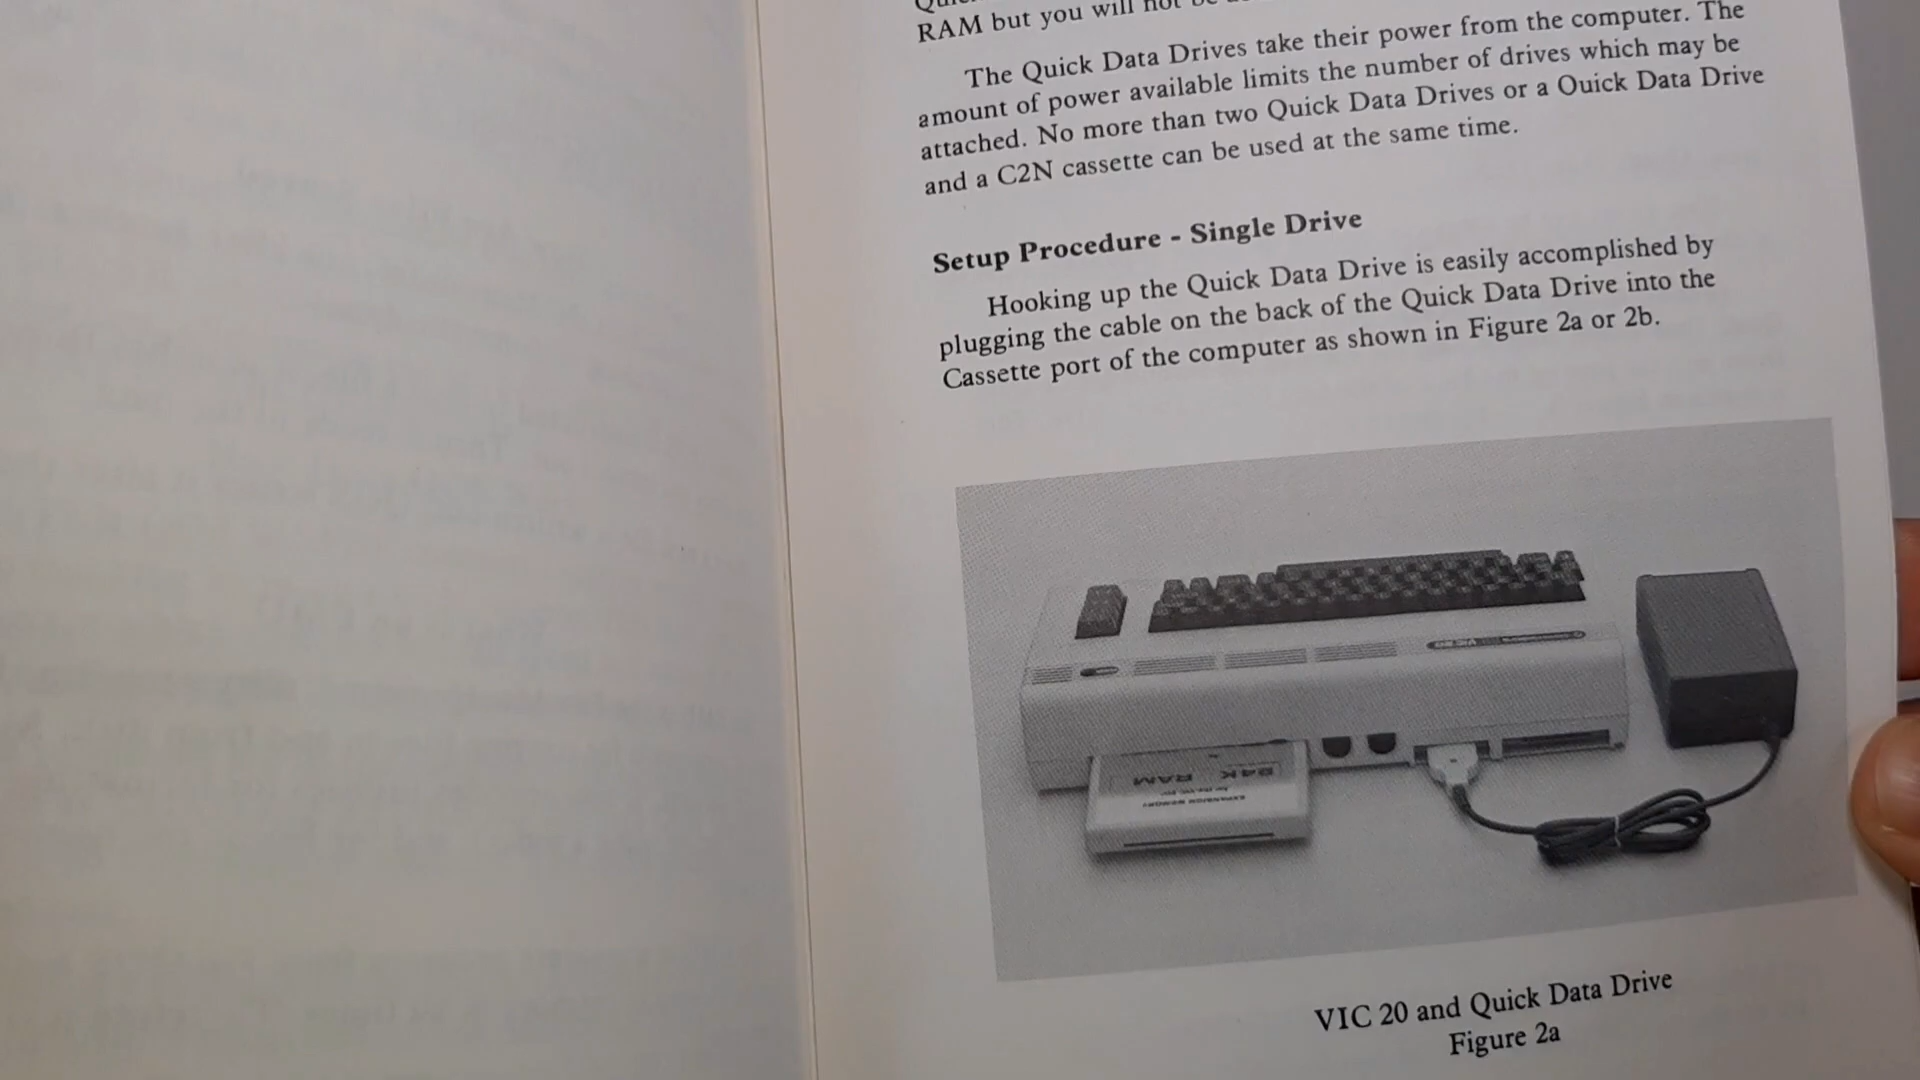 RAM but you will not be
The Quick Data Drives take their power from the computer. The
amount of power available limits the number of drives which may be
attached. No more than two Quick Data Drives or a Quick Data Drive
and a C2N cassette can be used at the same time.
Setup Procedure - Single Drive
Hooking up the Quick Data Drive is easily accomplished by
plugging the cable on the back of the Quick Data Drive into the
Cassette port of the computer as shown in Figure 2a or 2b.
RAM
EXPANSION MEMORY
VIC 20 and Quick Data Drive
Figure 2a